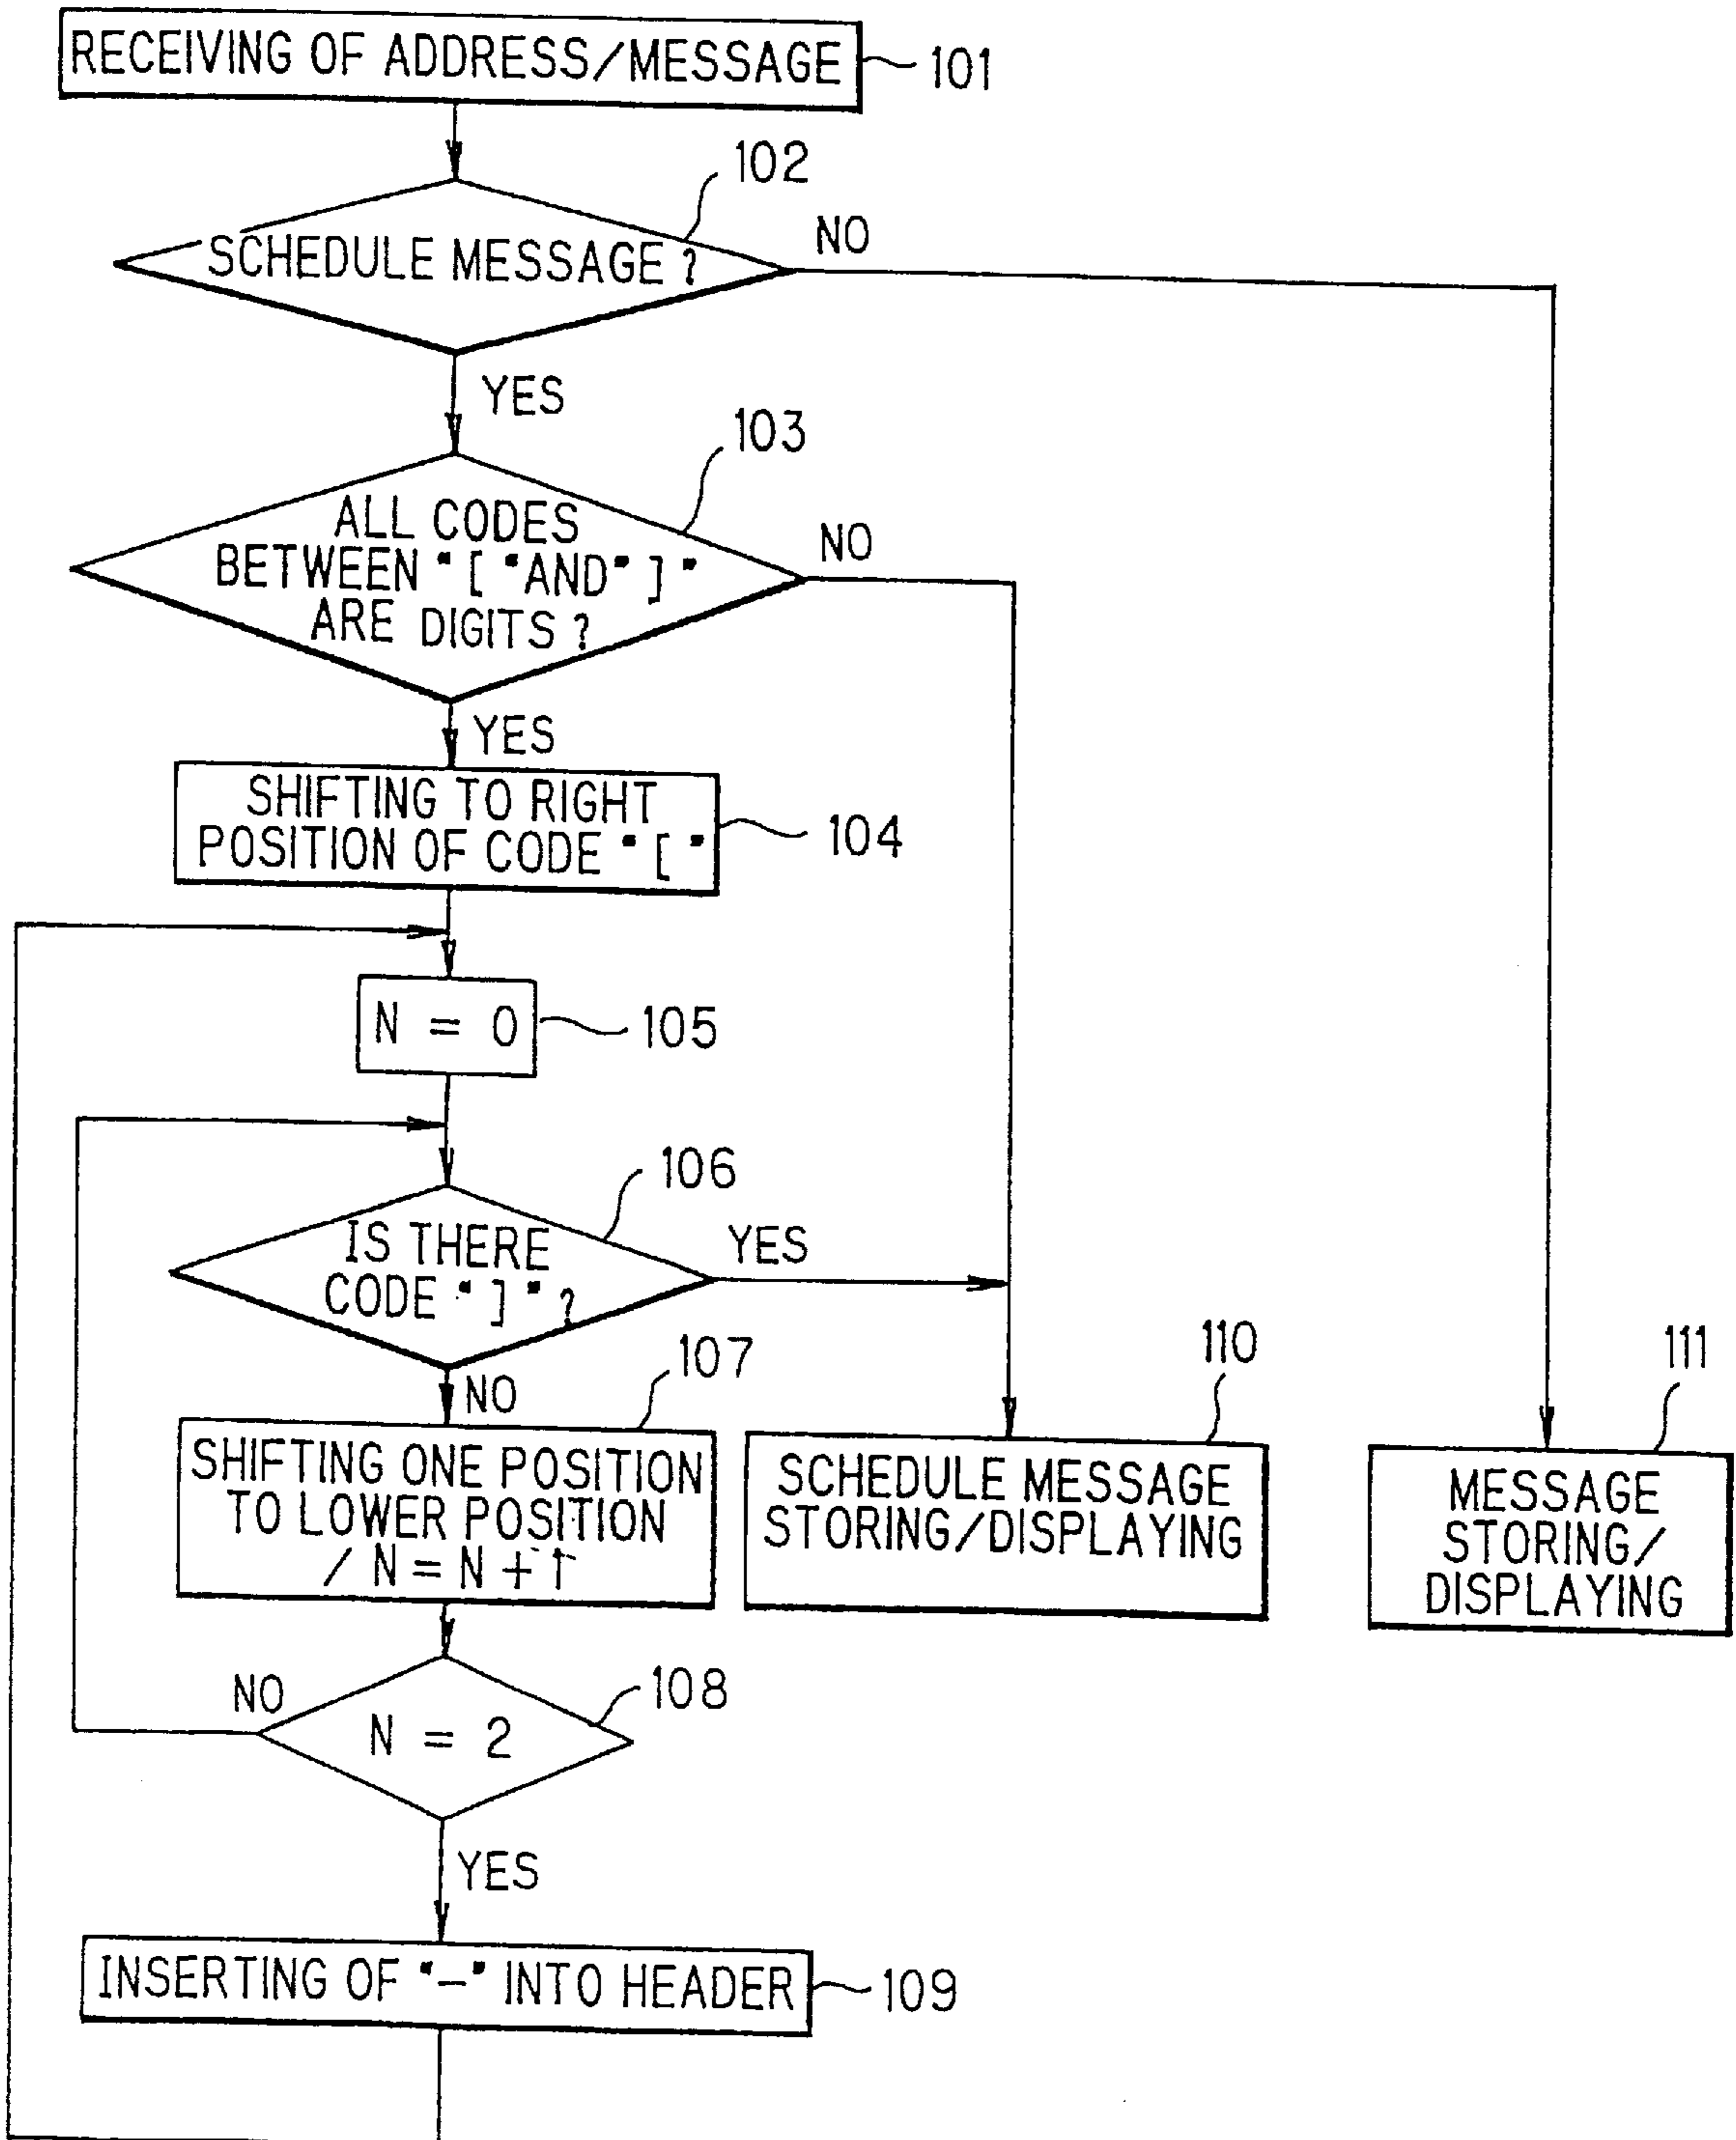 RECEIVING OF ADDRESS/MESSAGE
101
102
SCHEDULE MESSAGE ?
NO
YES
103
ALL CODES
BETWEEN "[ "AND" ]"
ARE DIGITS ?
NO
YES
SHIFTING TO RIGHT
POSITION OF CODE "[ "
104
N = 0
105
106
IS THERE
CODE "]" ?
YES
NO
107
SHIFTING ONE POSITION
TO LOWER POSITION
/ N = N + 1
110
SCHEDULE MESSAGE
STORING/DISPLAYING
111
MESSAGE
STORING/
DISPLAYING
108
NO
N = 2
YES
INSERTING OF "-" INTO HEADER
109